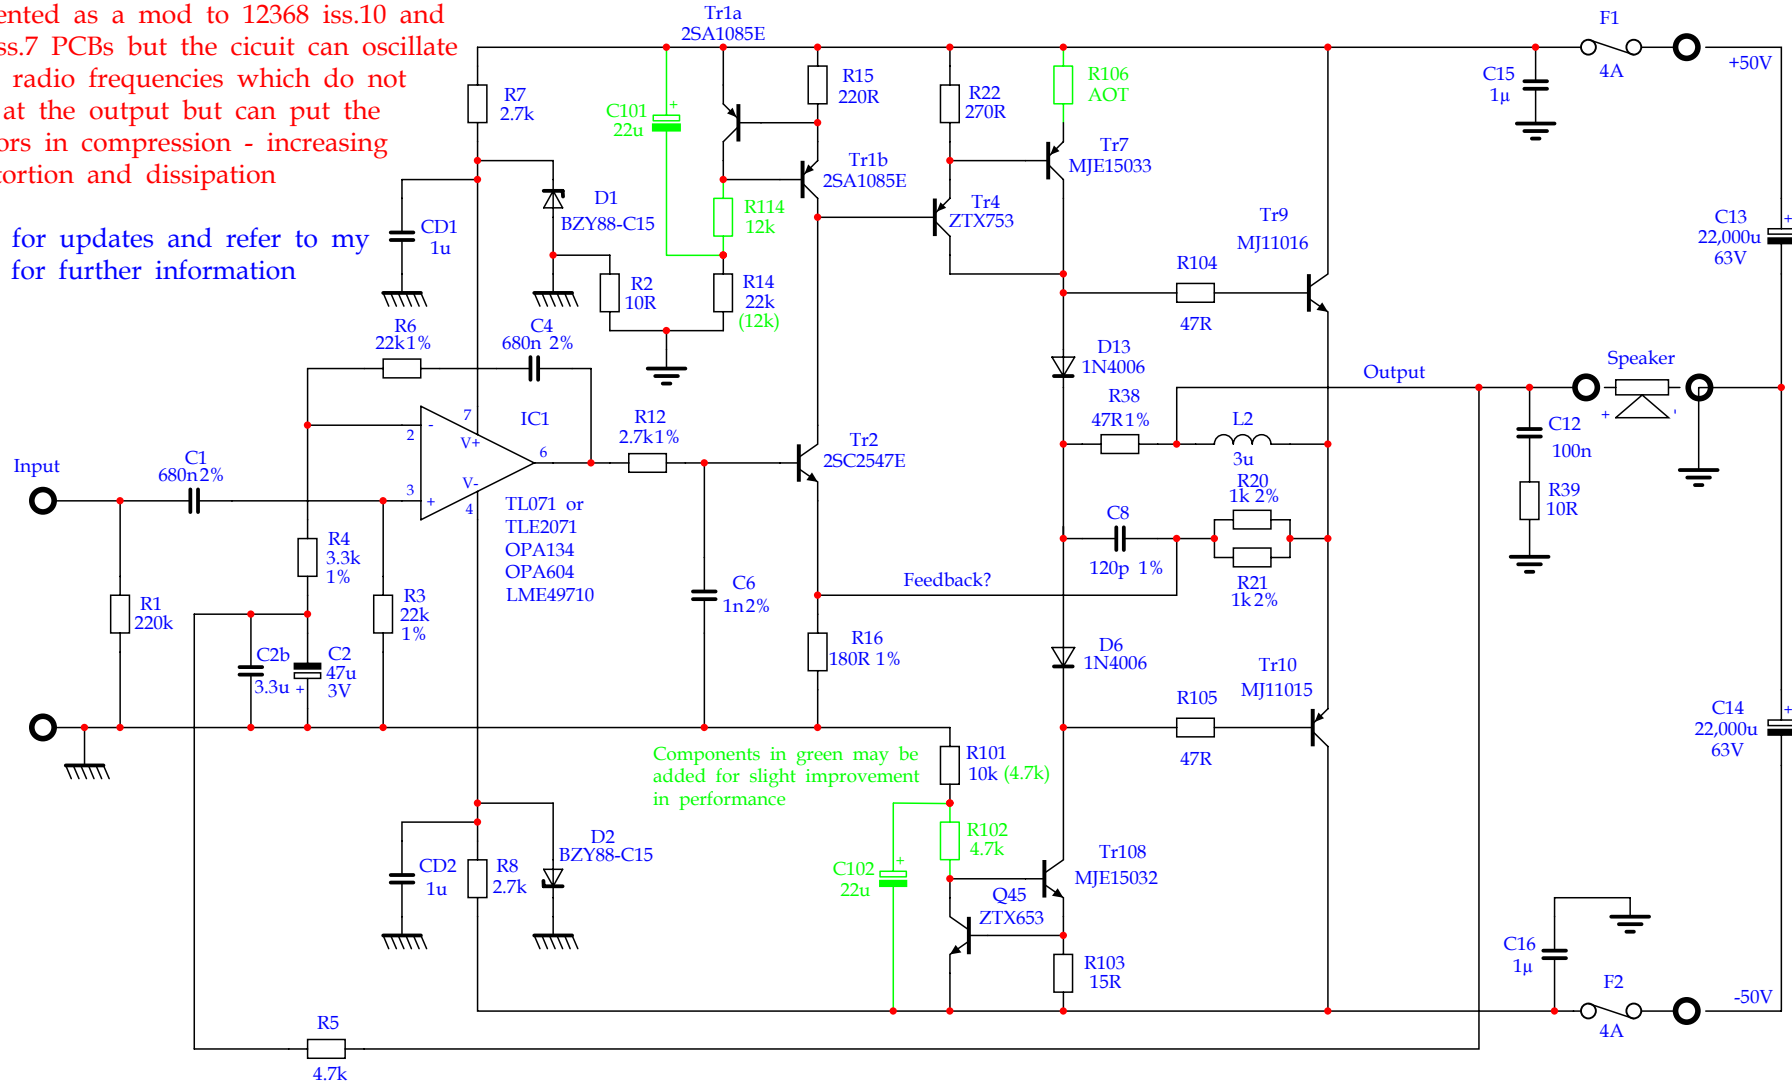 ented as a mod to 12368 iss.10 and
ss.7 PCBs but the cicuit can oscillate
radio frequencies which do not
at the output but can put the
ors in compression - increasing
tortion and dissipation
for updates and refer to my
for further information
Tr1a
2SA1085E
F1
4A
+50V
R7
2.7k
C101
22u
+
R15
220R
R22
270R
R106
AOT
C15
1µ
Tr7
MJE15033
Tr1b
2SA1085E
D1
BZY88-C15
R114
12k
Tr4
ZTX753
Tr9
MJ11016
C13
22,000u
63V
+
CD1
1u
R2
10R
R14
22k
(12k)
R104
47R
R6
22k1%
C4
680n 2%
D13
1N4006
Output
Speaker
+
-
R38
47R1%
L2
3u
C12
100n
7
IC1
2
-
V+
6
R12
2.7k1%
Tr2
2SC2547E
Input
C1
680n2%
3
+
V-
4
TL071 or
TLE2071
OPA134
OPA604
LME49710
R20
1k 2%
C8
120p 1%
R39
10R
R4
3.3k
1%
Feedback?
R21
1k2%
C6
1n2%
R1
220k
R3
22k
1%
C2b
3.3u
C2
47u
3V
+
R16
180R 1%
D6
1N4006
Tr10
MJ11015
R105
47R
C14
22,000u
63V
+
Components in green may be
added for slight improvement
in performance
R101
10k (4.7k)
R102
4.7k
C102
22u
+
D2
BZY88-C15
CD2
1u
R8
2.7k
Tr108
MJE15032
Q45
ZTX653
R103
15R
C16
1µ
F2
4A
-50V
R5
4.7k